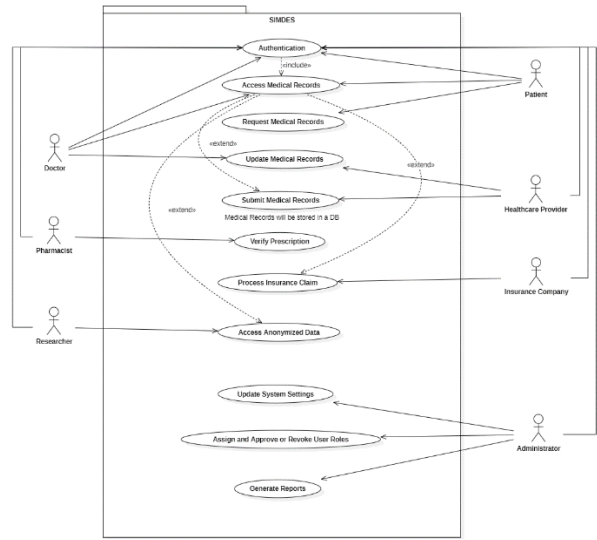 SIMDES
Authentication
«include»
Access Medical Records
Patient
Request Medical Records
«extend»
Update Medical Records
«extend»
Doctor
Submit Medical Records
«extend»
Healthcare Provider
Medical Records will be stored in a DB
Verify Prescription
Pharmacist
Process Insurance Claim
Insurance Company
Access Anonymized Data
Researcher
Update System Settings
Assign and Approve or Revoke User Roles
Administrator
Generate Reports